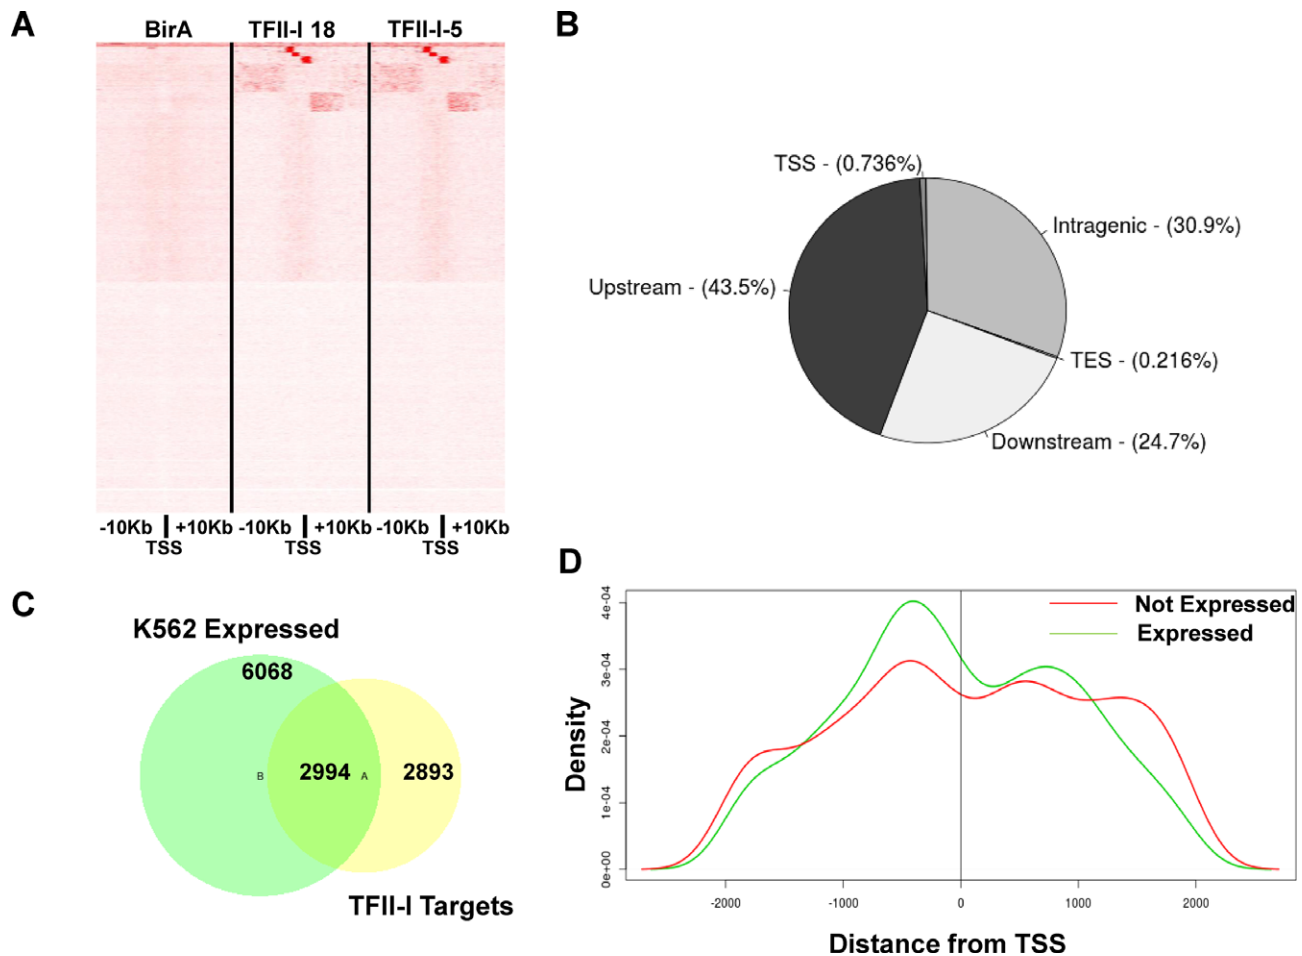 A
BirA
TFII-I 18
TFII-I-5
-10Kb
+10Kb
-10Kb
+10Kb
-10Kb
+10Kb
TSS
TSS
TSS
B
TSS - (0.736%)
Intragenic - (30.9%)
Upstream - (43.5%)
TES - (0.216%)
Downstream - (24.7%)
C
K562 Expressed
6068
B
2994
A
2893
TFII-I Targets
D
Not Expressed
Expressed
Density
4e-04
3e-04
2e-04
1e-04
0e+00
-2000
-1000
0
1000
2000
Distance from TSS